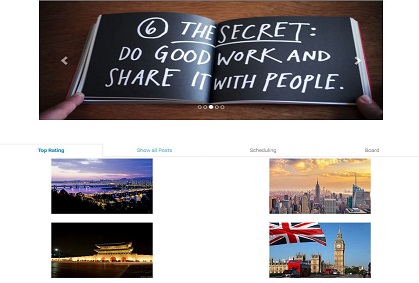 ⑥ THE SECRET:
DO GOOD WORK AND
SHARE IT WITH PEOPLE.
Top Rating Show all Posts Scheduling Board